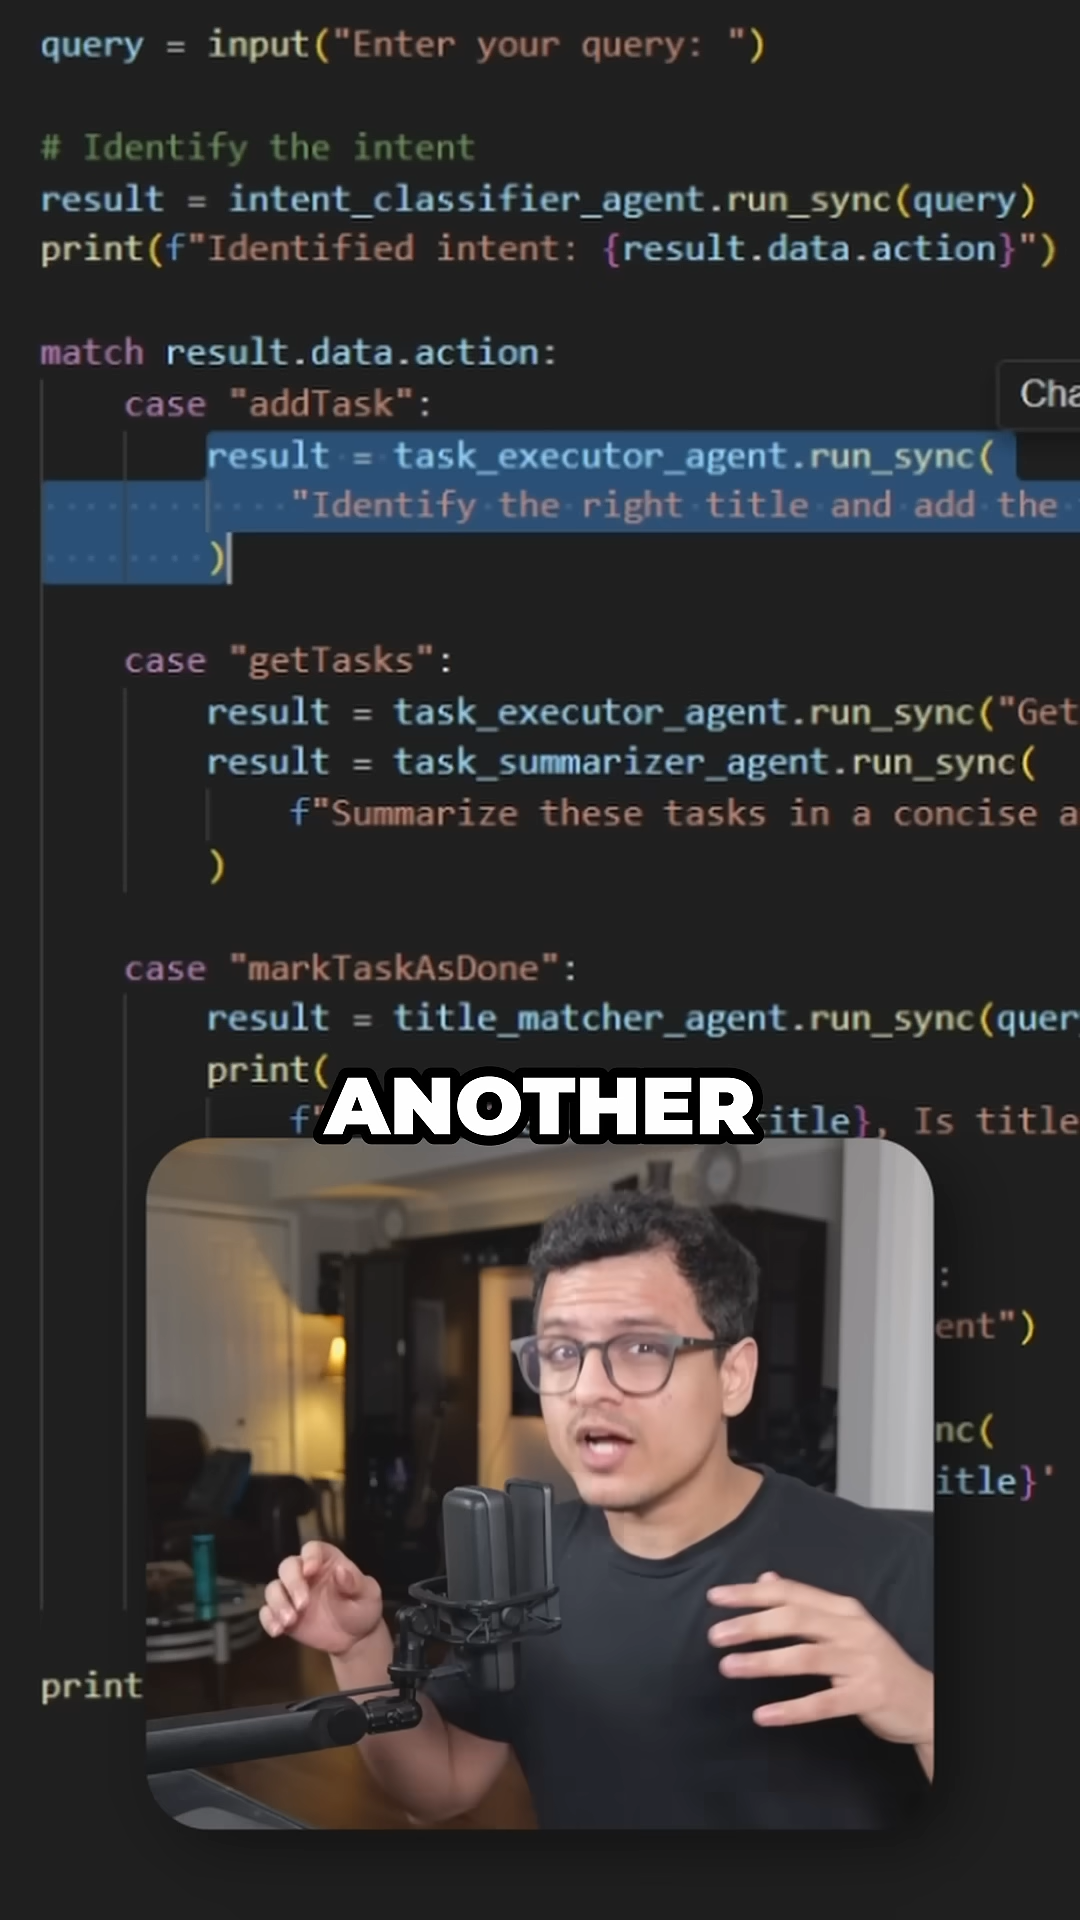 query = input("Enter your query: ")
# Identify the intent
result = intent_classifier_agent.run_sync(query)
print(f"Identified intent: {result.data.action}")
match result.data.action:
case "addTask":
Cha
result = task_executor_agent.run_sync(
"Identify the right title and add the
)
case "getTasks":
result = task_executor_agent.run_sync("Get
result = task_summarizer_agent.run_sync(
f"Summarize these tasks in a concise a
)
case "markTaskAsDone":
result = title_matcher_agent.run_sync(quer
print(
ANOTHER
f" title}, Is title
:
ent")
nc(
itle}'
print